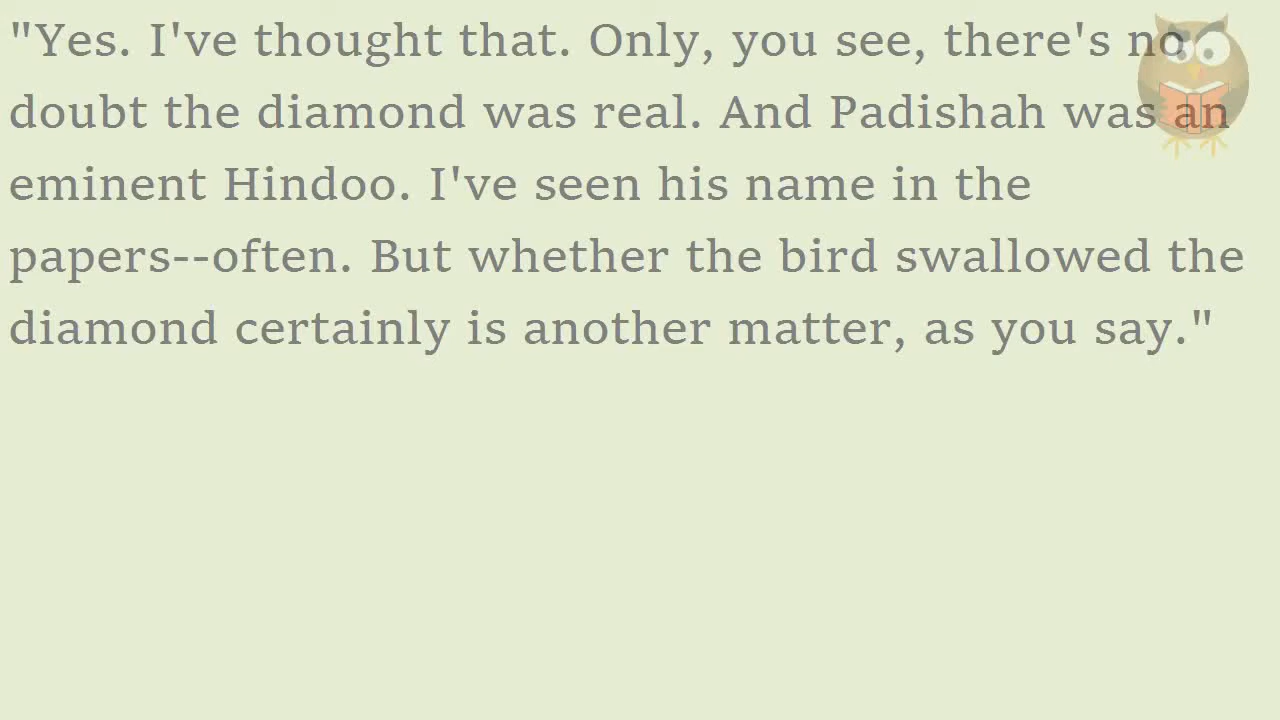 "Yes. I've thought that. Only, you see, there's no
doubt the diamond was real. And Padishah was an
eminent Hindoo. I've seen his name in the
papers--often. But whether the bird swallowed the
diamond certainly is another matter, as you say."